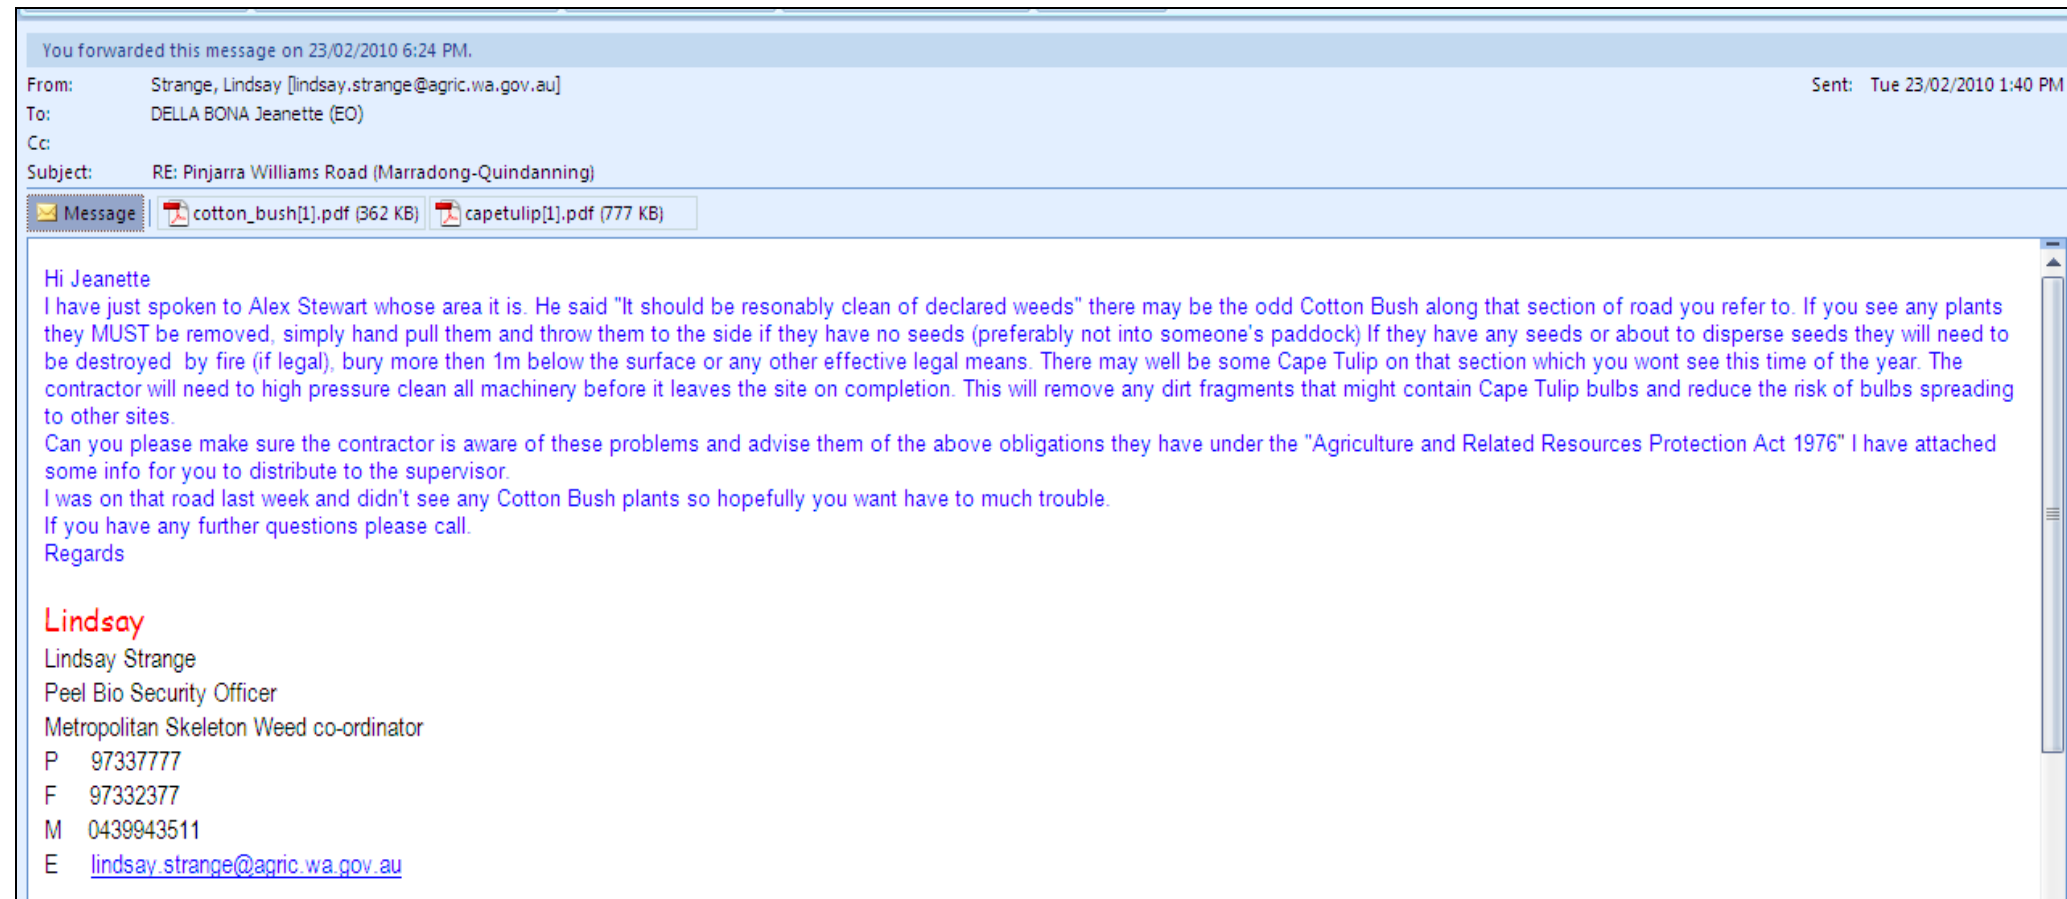 You forwarded this message on 23/02/2010 6:24 PM.
From: Strange, Lindsay [lindsay.strange@agric.wa.gov.au] Sent: Tue 23/02/2010 1:40 PM
To: DELLA BONA Jeanette (EO)
Cc:
Subject: RE: Pinjarra Williams Road (Marradong-Quindanning)
Message cotton_bush[1].pdf (362 KB) capetulip[1].pdf (777 KB)
Hi Jeanette
I have just spoken to Alex Stewart whose area it is. He said "It should be resonably clean of declared weeds" there may be the odd Cotton Bush along that section of road you refer to. If you see any plants
they MUST be removed, simply hand pull them and throw them to the side if they have no seeds (preferably not into someone's paddock) If they have any seeds or about to disperse seeds they will need to
be destroyed by fire (if legal), bury more then 1m below the surface or any other effective legal means. There may well be some Cape Tulip on that section which you wont see this time of the year. The
contractor will need to high pressure clean all machinery before it leaves the site on completion. This will remove any dirt fragments that might contain Cape Tulip bulbs and reduce the risk of bulbs spreading
to other sites.
Can you please make sure the contractor is aware of these problems and advise them of the above obligations they have under the "Agriculture and Related Resources Protection Act 1976" I have attached
some info for you to distribute to the supervisor.
I was on that road last week and didn't see any Cotton Bush plants so hopefully you want have to much trouble.
If you have any further questions please call.
Regards
Lindsay
Lindsay Strange
Peel Bio Security Officer
Metropolitan Skeleton Weed co-ordinator
P 97337777
F 97332377
M 0439943511
E lindsay.strange@agric.wa.gov.au